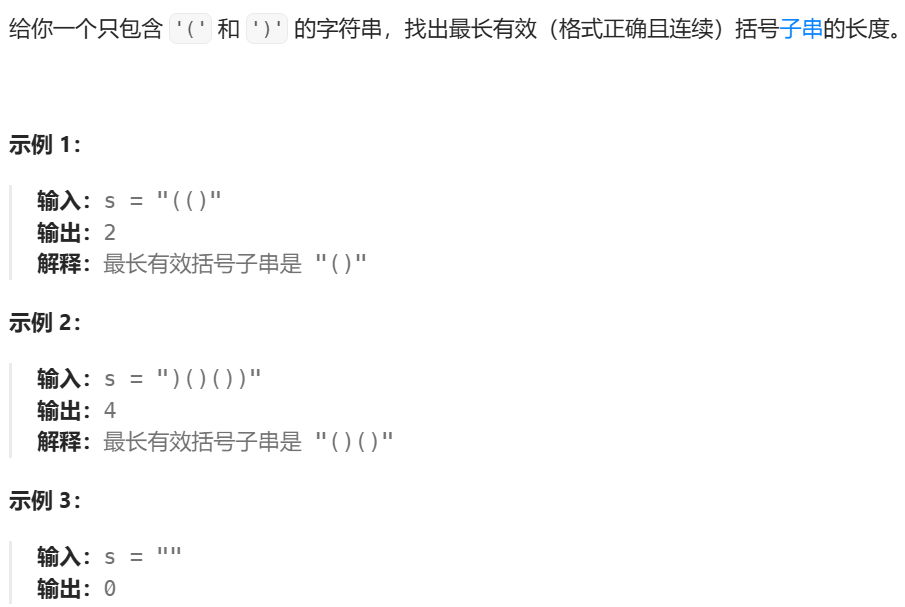 给你一个只包含 '(' 和 ')' 的字符串，找出最长有效（格式正确且连续）括号子串的长度。
示例 1：
输入：s = "(()"
输出：2
解释：最长有效括号子串是 "()"
示例 2：
输入：s = ")()())"
输出：4
解释：最长有效括号子串是 "()()"
示例 3：
输入：s = ""
输出：0